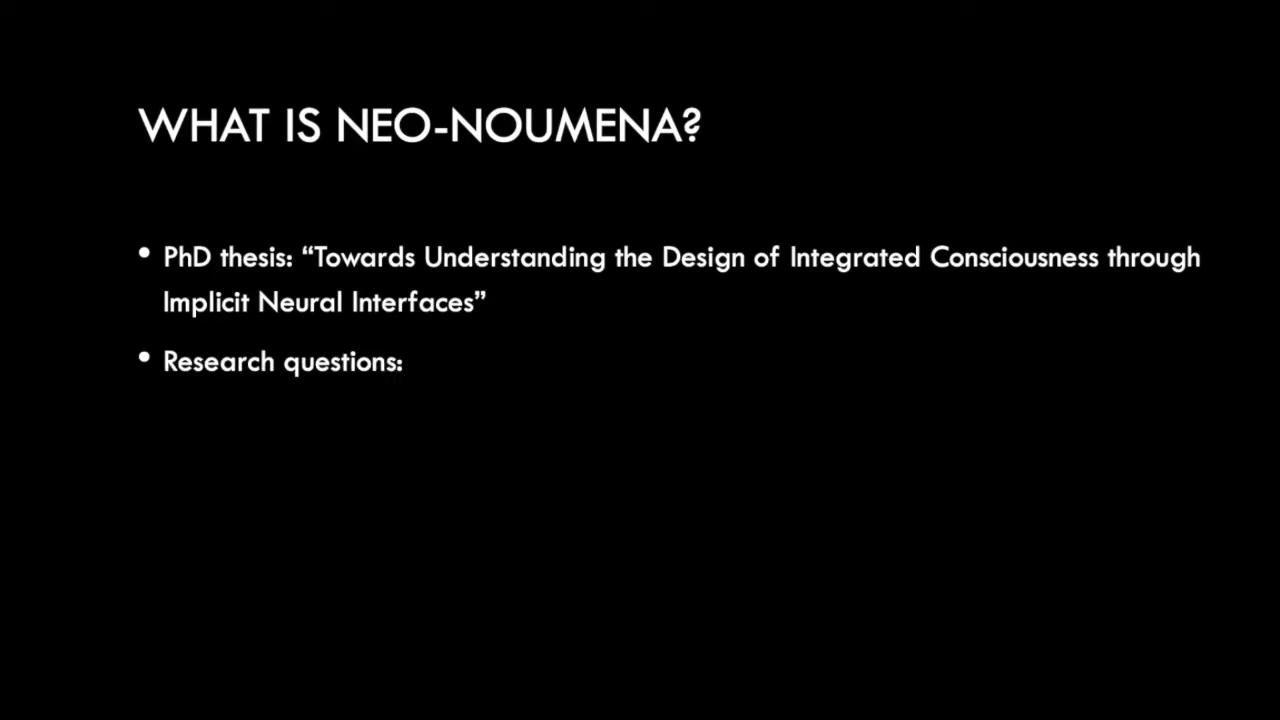 WHAT IS NEO-NOUMENA?
• PhD thesis: “Towards Understanding the Design of Integrated Consciousness through
Implicit Neural Interfaces”
• Research questions: